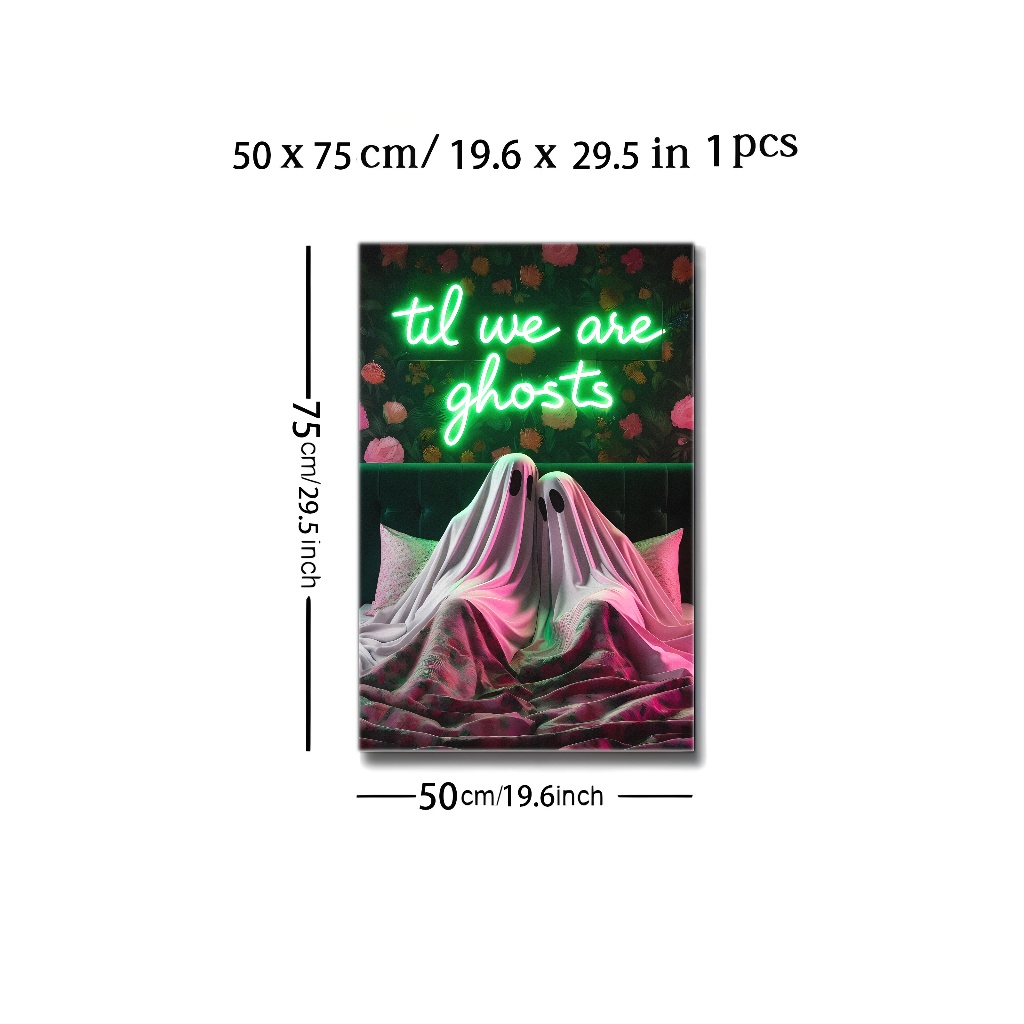 50 x 75 cm/ 19.6 x 29.5 in 1 pcs
til we are
ghosts
75cm/29.5inch
50cm/19.6inch